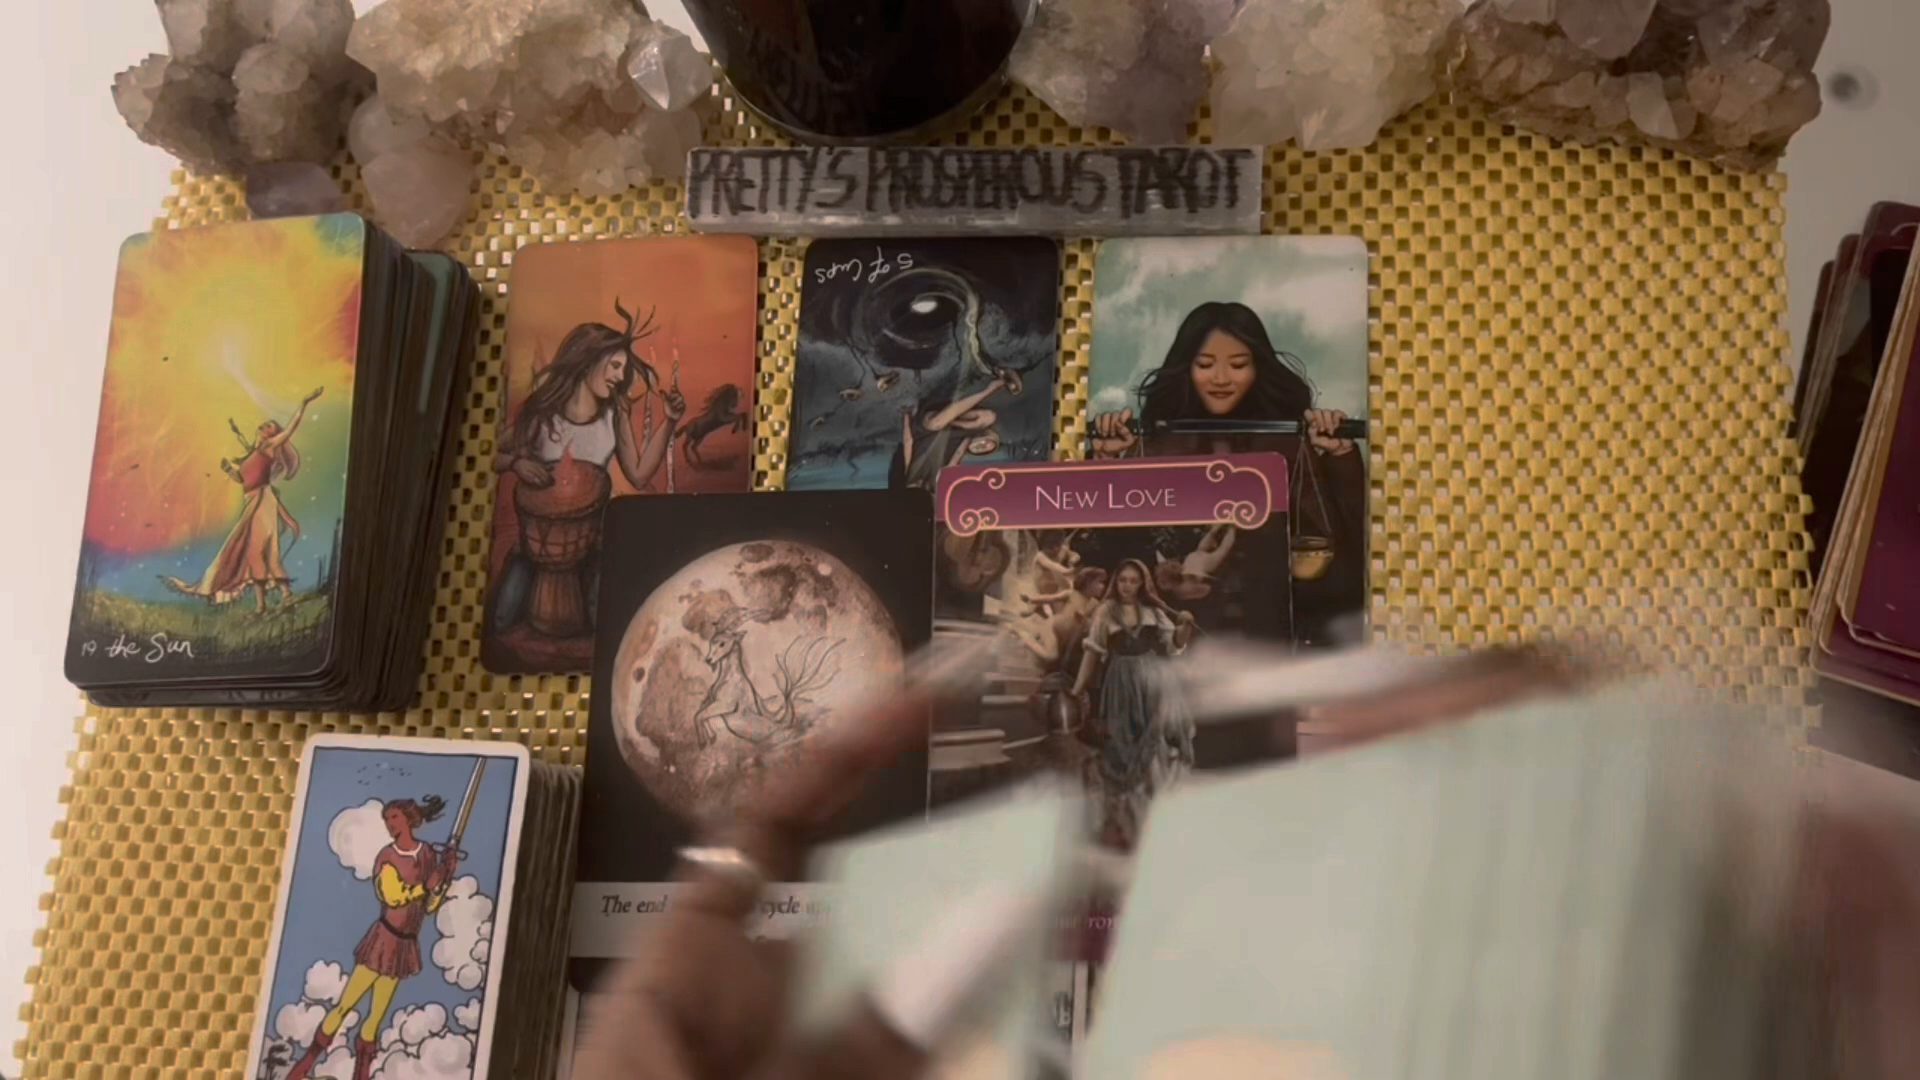 PRETTY'S PROSPEROUS TAROT
5 of Cups
NEW LOVE
19 the Sun
The end
cycle